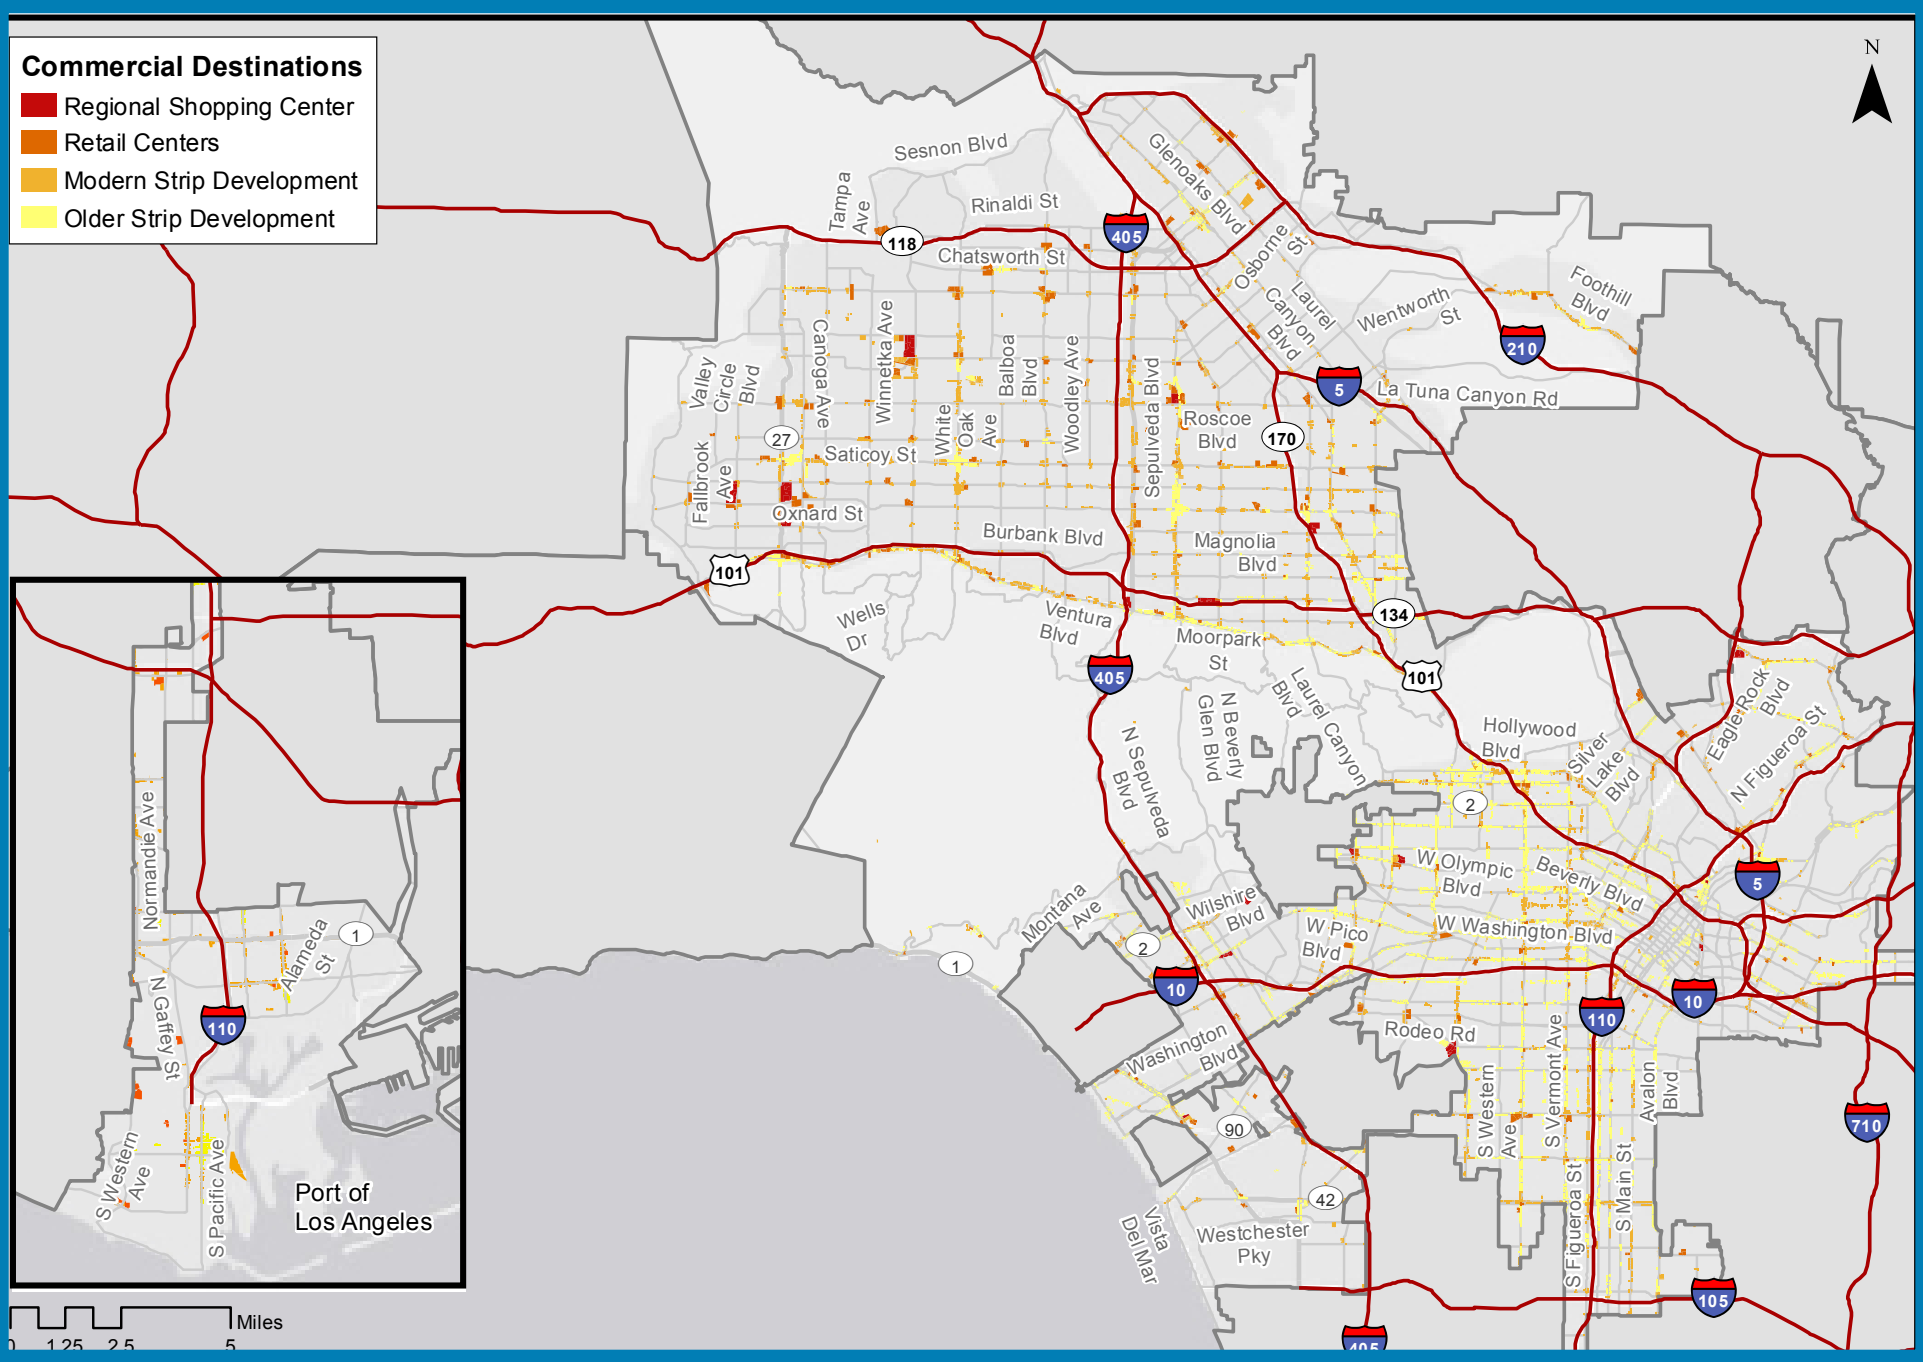 Commercial Destinations
Regional Shopping Center
Retail Centers
Modern Strip Development
Older Strip Development
N
Sesnon Blvd
Tampa
Ave
Rinaldi St
118
Chatsworth St
405
Glenoaks Blvd
Osborne
St
Laurel
Canyon
Blvd
Wentworth
St
Foothill
Blvd
210
5
La Tuna Canyon Rd
Valley
Circle
Blvd
Canoga Ave
Winnetka Ave
White
Oak
Ave
Balboa
Blvd
Woodley Ave
Sepulveda Blvd
Roscoe
Blvd
170
27
Saticoy St
Fallbrook
Ave
Oxnard St
Burbank Blvd
Magnolia
Blvd
101
Wells
Dr
Ventura
Blvd
Moorpark
St
134
405
101
Laurel Canyon
Blvd
N Beverly
Glen Blvd
N Sepulveda
Blvd
Hollywood
Blvd
Silver
Lake
Blvd
Eagle Rock
Blvd
N Figueroa St
2
W Olympic
Blvd
Beverly Blvd
5
Montana
Ave
Wilshire
Blvd
W Pico
Blvd
W Washington Blvd
2
1
10
Rodeo Rd
110
10
Washington
Blvd
S Western
Ave
S Vermont Ave
Avalon
Blvd
90
710
42
Vista
Del Mar
Westchester
Pky
S Figueroa St
S Main St
105
405
Normandie Ave
1
Alameda
St
N Gaffey St
110
S Western
Ave
S Pacific Ave
Port of
Los Angeles
Miles
0 1.25 2.5 5